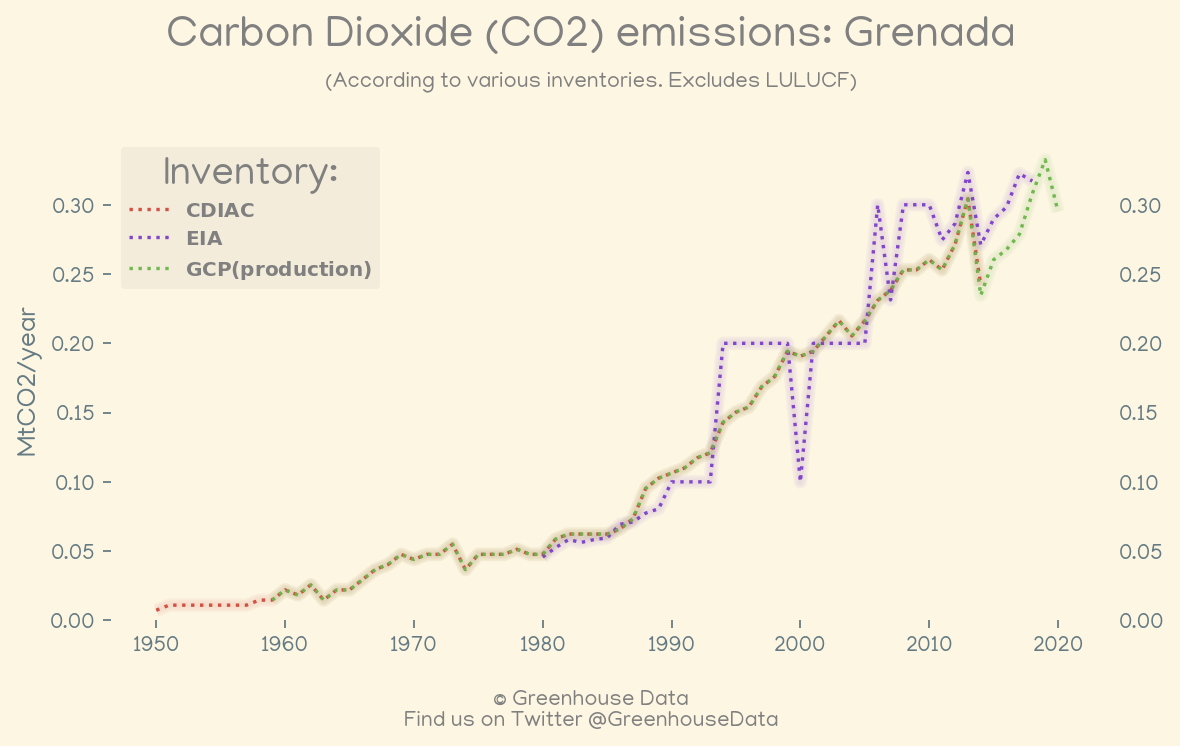 Carbon Dioxide (CO2) emissions: Grenada
(According to various inventories. Excludes LULUCF)
Inventory:
CDIAC
EIA
GCP(production)
MtCO2/year
0.30
0.25
0.20
0.15
0.10
0.05
0.00
0.30
0.25
0.20
0.15
0.10
0.05
0.00
1950 1960 1970 1980 1990 2000 2010 2020
© Greenhouse Data
Find us on Twitter @GreenhouseData